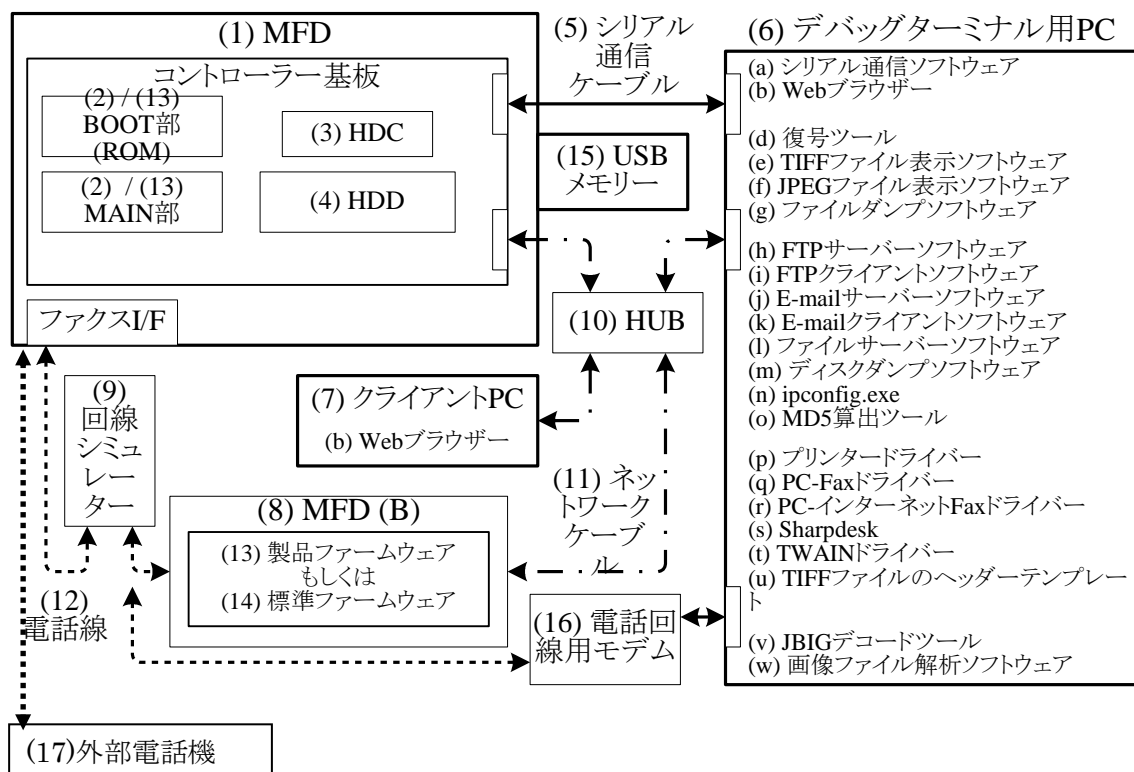 (1) MFD
コントローラー基板
(2) / (13)
BOOT部
(ROM)
(3) HDC
(2) / (13)
MAIN部
(4) HDD
ファクスI/F
(5) シリアル
通信
ケーブル
(15) USB
メモリー
(10) HUB
(7) クライアントPC
(b) Webブラウザー
(9)
回線
シミュ
レー
ター
(8) MFD (B)
(13) 製品ファームウェア
もしくは
(14) 標準ファームウェア
(11) ネッ
トワーク
ケーブ
ル
(12)
電話線
(16) 電話回
線用モデム
(17)外部電話機
(6) デバッグターミナル用PC
(a) シリアル通信ソフトウェア
(b) Webブラウザー
(d) 復号ツール
(e) TIFFファイル表示ソフトウェア
(f) JPEGファイル表示ソフトウェア
(g) ファイルダンプソフトウェア
(h) FTPサーバーソフトウェア
(i) FTPクライアントソフトウェア
(j) E-mailサーバーソフトウェア
(k) E-mailクライアントソフトウェア
(l) ファイルサーバーソフトウェア
(m) ディスクダンプソフトウェア
(n) ipconfig.exe
(o) MD5算出ツール
(p) プリンタードライバー
(q) PC-Faxドライバー
(r) PC-インターネットFaxドライバー
(s) Sharpdesk
(t) TWAINドライバー
(u) TIFFファイルのヘッダーテンプレー
ト
(v) JBIGデコードツール
(w) 画像ファイル解析ソフトウェア